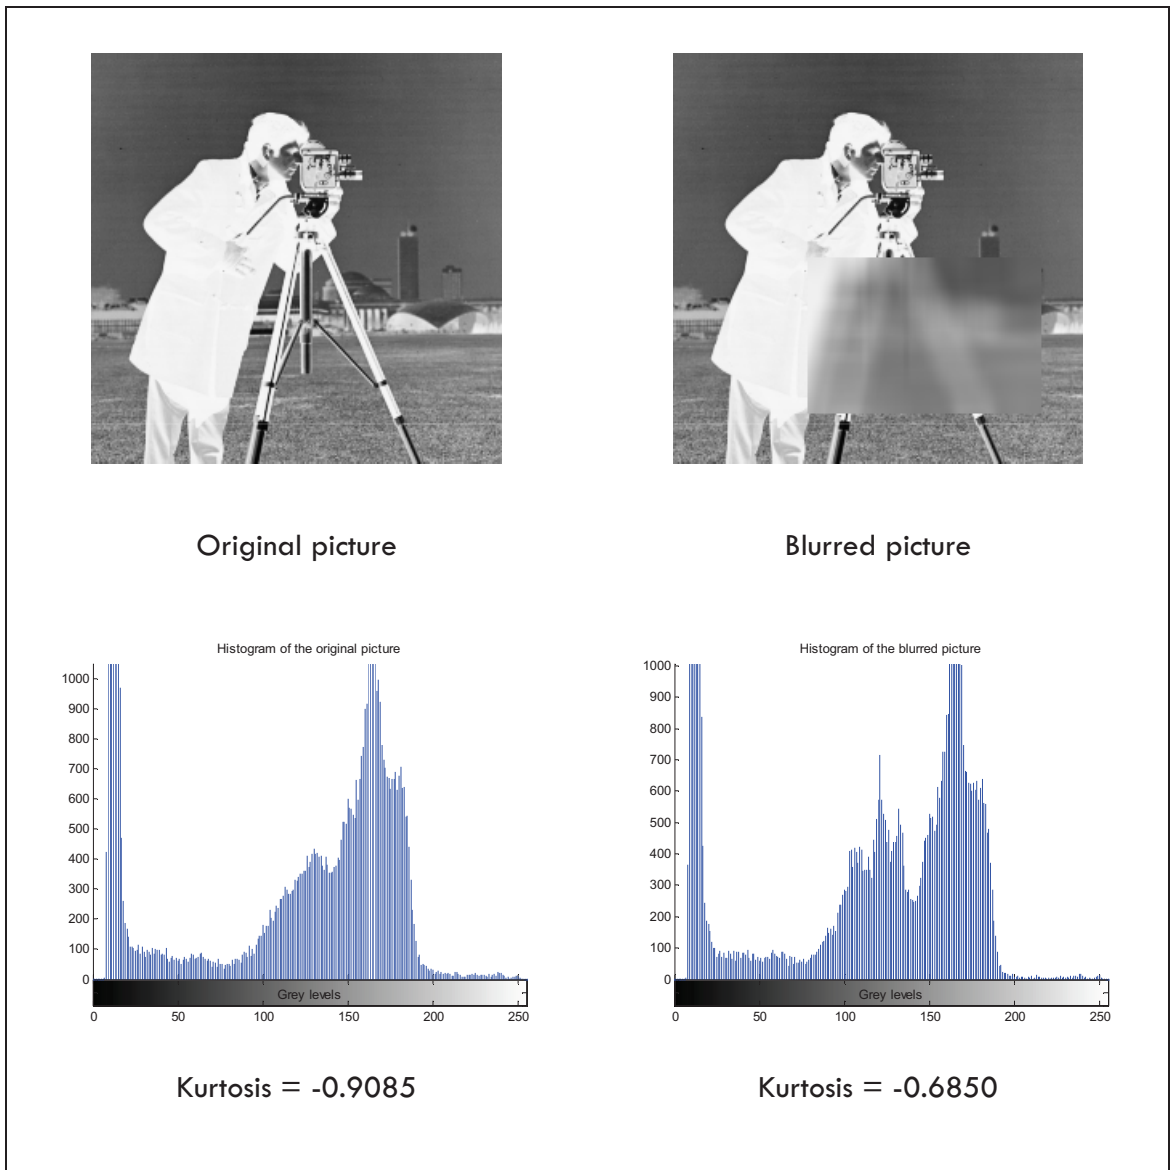 Original picture
Blurred picture
Histogram of the original picture
1000
900
800
700
600
500
400
300
200
100
0
Grey levels
0 50 100 150 200 250
Histogram of the blurred picture
1000
900
800
700
600
500
400
300
200
100
0
Grey levels
0 50 100 150 200 250
Kurtosis = -0.9085
Kurtosis = -0.6850